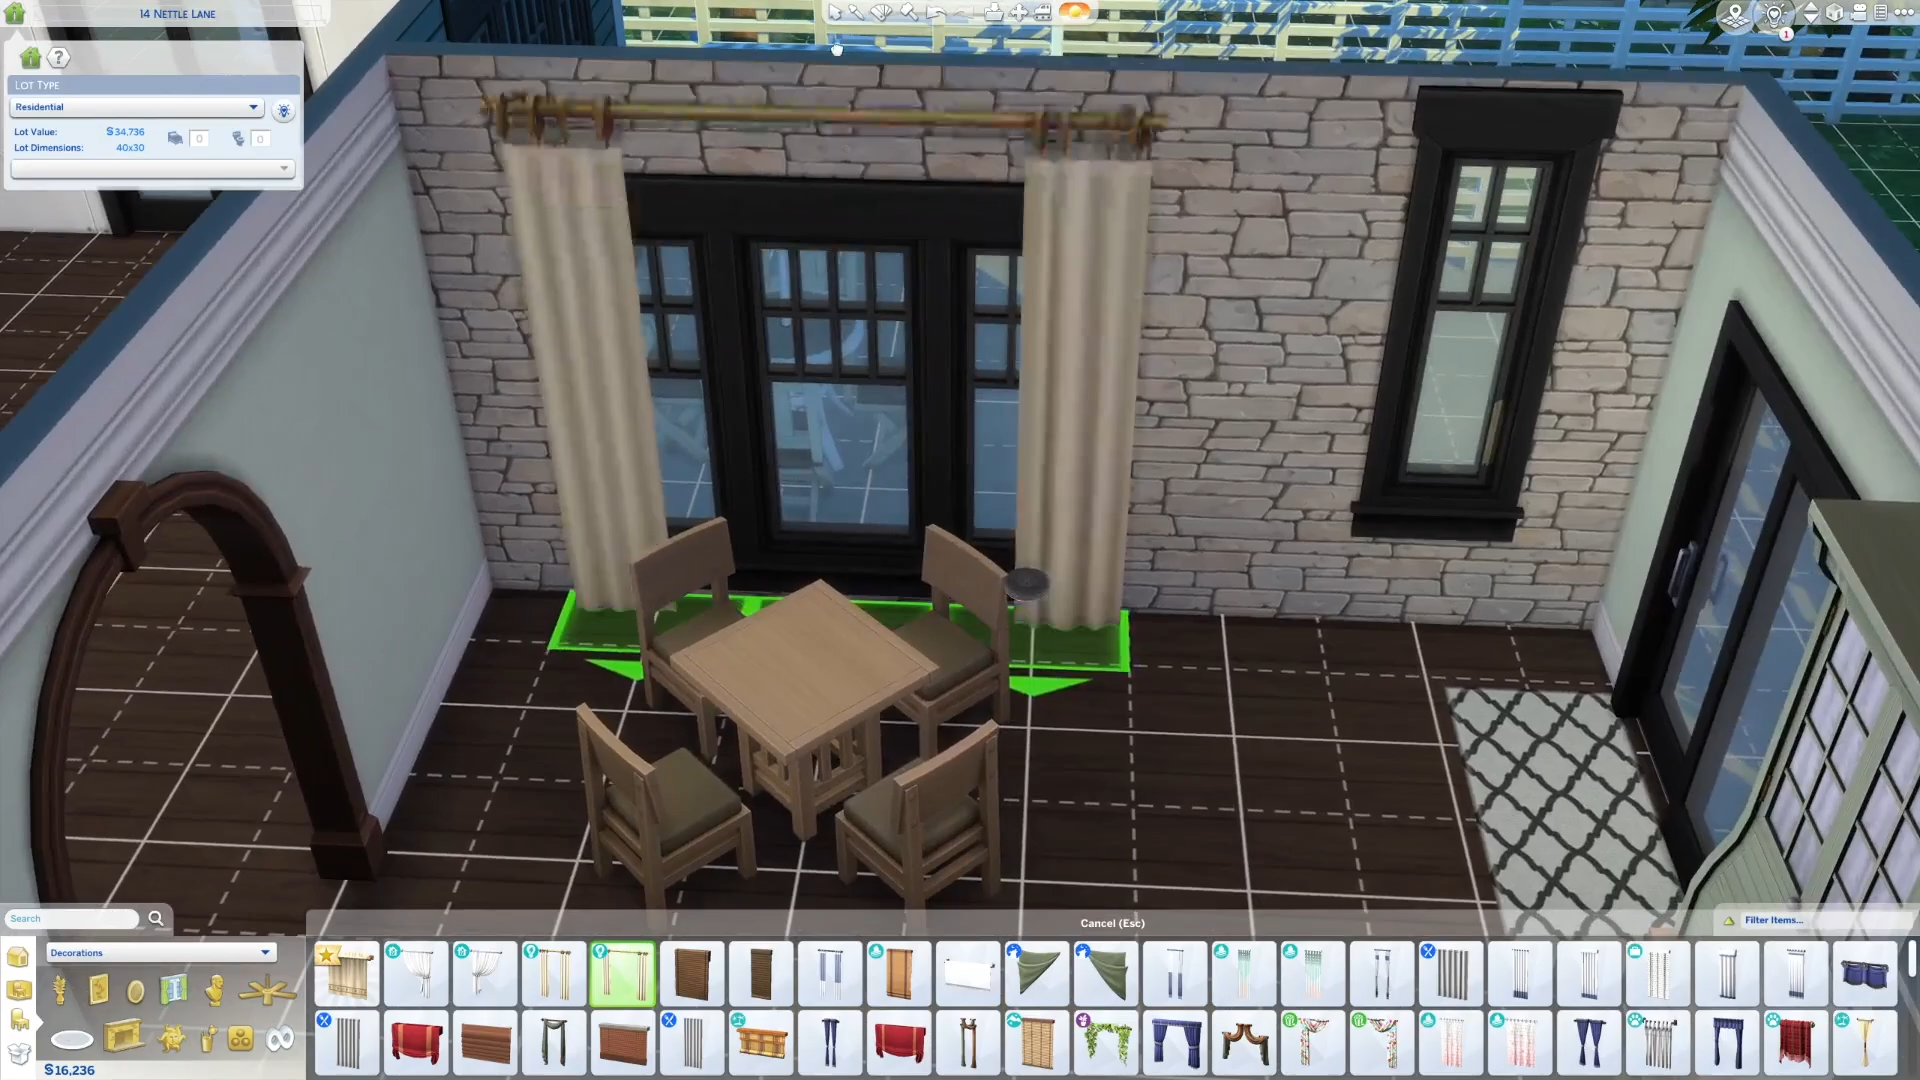 14 NETTLE LANE
LOT TYPE
Residential
Lot Value: §34,736
0
0
Lot Dimensions: 40x30
1
Search
Cancel (Esc)
Filter Items...
Decorations
§16,236